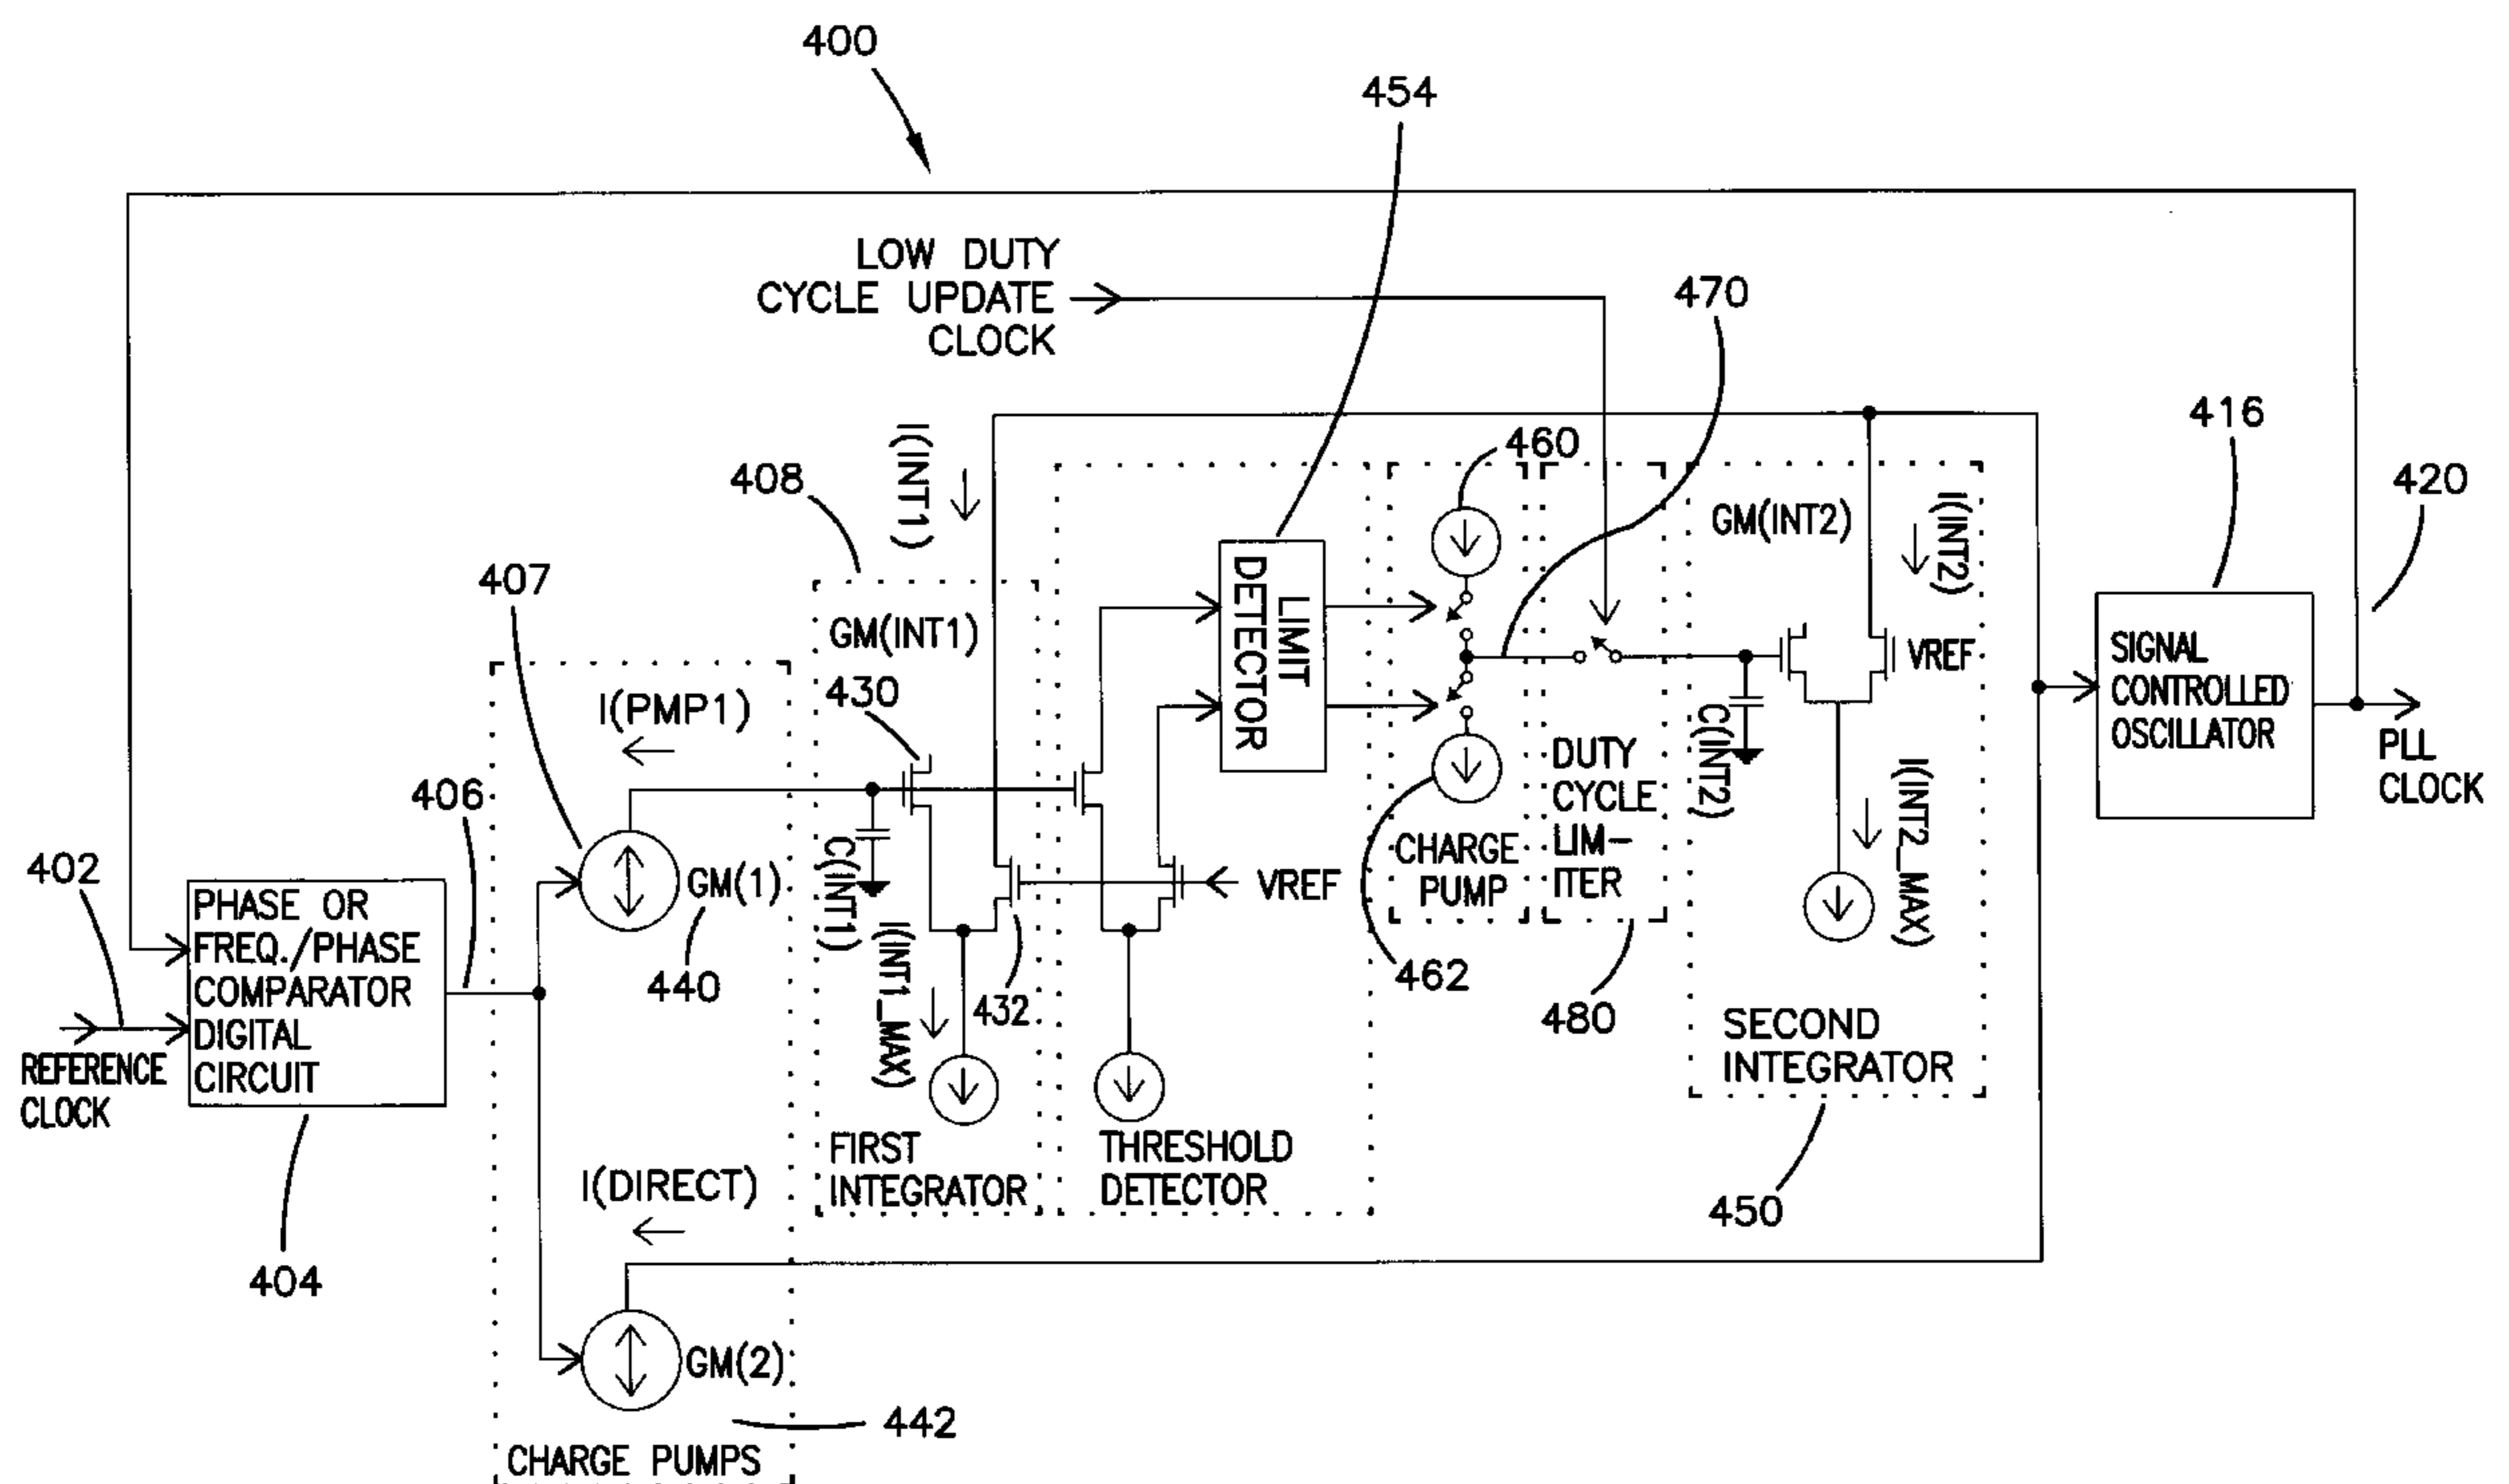 400
454
LOW DUTY
CYCLE UPDATE
CLOCK
470
416
460
420
408
I(INT1)
GM(INT2)
I(INT2)
407
LIMIT
DETECTOR
GM(INT1)
VREF
SIGNAL
CONTROLLED
OSCILLATOR
430
I(PMP1)
C(INT2)
DUTY
CYCLE
LIM-
ITER
PLL
CLOCK
406
I(INT2_MAX)
402
CHARGE
PUMP
GM(1)
C(INT1)
VREF
PHASE OR
FREQ./PHASE
COMPARATOR
DIGITAL
CIRCUIT
I(INT1_MAX)
440
432
462
480
REFERENCE
CLOCK
SECOND
INTEGRATOR
FIRST
INTEGRATOR
THRESHOLD
DETECTOR
I(DIRECT)
450
404
GM(2)
442
CHARGE PUMPS